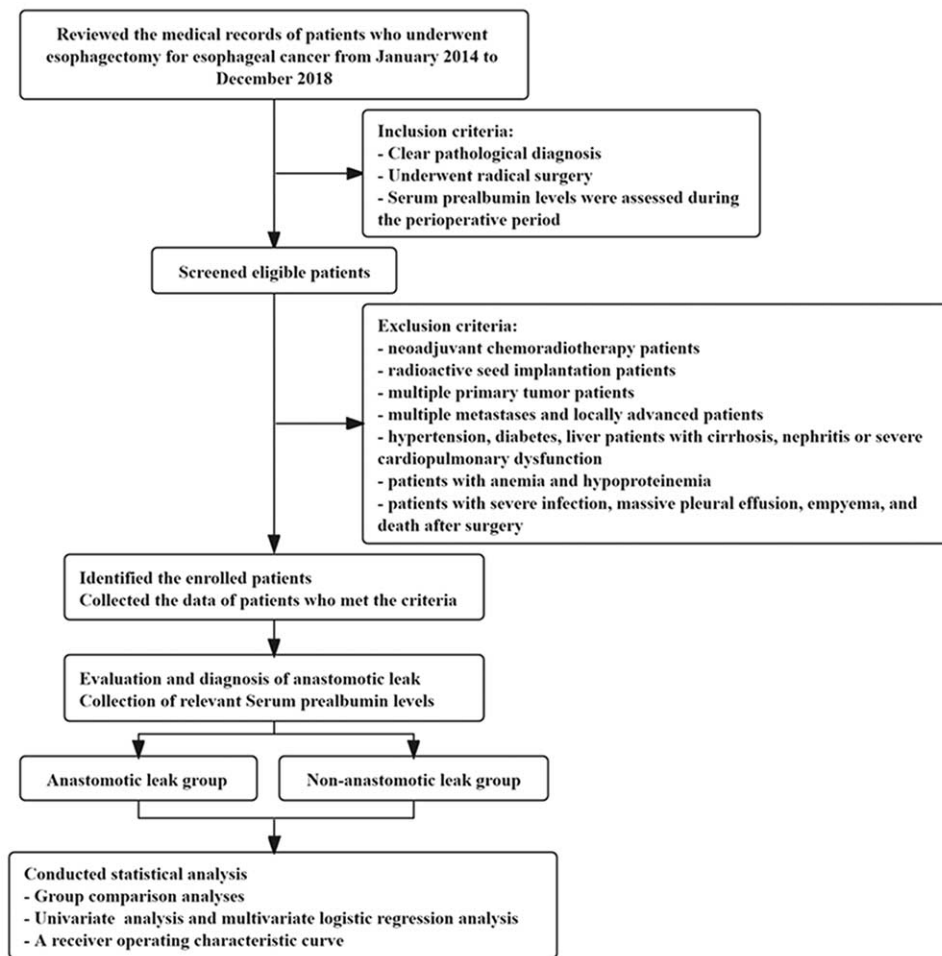 Reviewed the medical records of patients who underwent
esophagectomy for esophageal cancer from January 2014 to
December 2018
Inclusion criteria:
- Clear pathological diagnosis
- Underwent radical surgery
- Serum prealbumin levels were assessed during
the perioperative period
Screened eligible patients
Exclusion criteria:
- neoadjuvant chemoradiotherapy patients
- radioactive seed implantation patients
- multiple primary tumor patients
- multiple metastases and locally advanced patients
- hypertension, diabetes, liver patients with cirrhosis, nephritis or severe
cardiopulmonary dysfunction
- patients with anemia and hypoproteinemia
- patients with severe infection, massive pleural effusion, empyema, and
death after surgery
Identified the enrolled patients
Collected the data of patients who met the criteria
Evaluation and diagnosis of anastomotic leak
Collection of relevant Serum prealbumin levels
Anastomotic leak group
Non-anastomotic leak group
Conducted statistical analysis
- Group comparison analyses
- Univariate analysis and multivariate logistic regression analysis
- A receiver operating characteristic curve